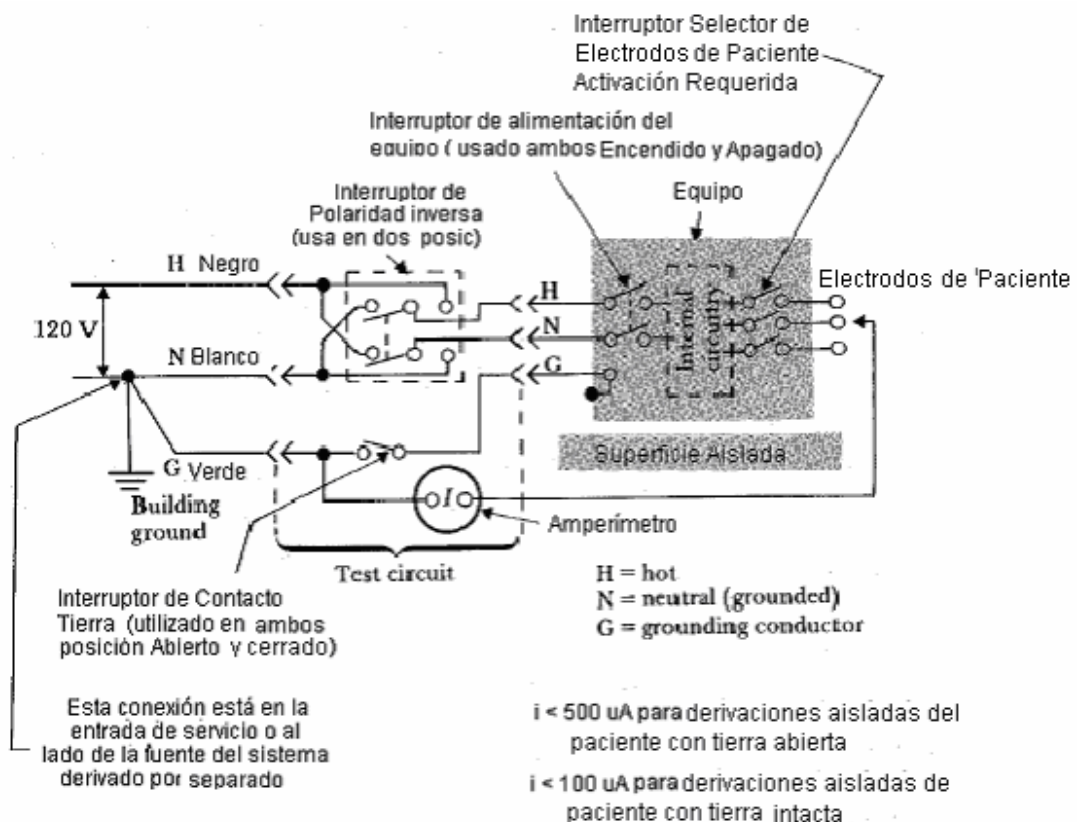 Interruptor Selector de
Electrodos de Paciente
Activación Requerida
Interruptor de alimentación del
equipo ( usado ambos Encendido y Apagado)
Equipo
Interruptor de
Polaridad inversa
(usa en dos posic)
H Negro
H
Electrodos de 'Paciente
120 V
N
Internal
circuitry
N Blanco
G
Superficie Aislada
G Verde
Building
ground
I
Amperímetro
Test circuit
H = hot
N = neutral (grounded)
G = grounding conductor
Interruptor de Contacto
Tierra (utilizado en ambos
posición Abierto y cerrado)
Esta conexión está en la
entrada de servicio o al
lado de la fuente del sistema
derivado por separado
i < 500 uA para derivaciones aisladas del
paciente con tierra abierta
i < 100 uA para derivaciones aisladas de
paciente con tierra intacta